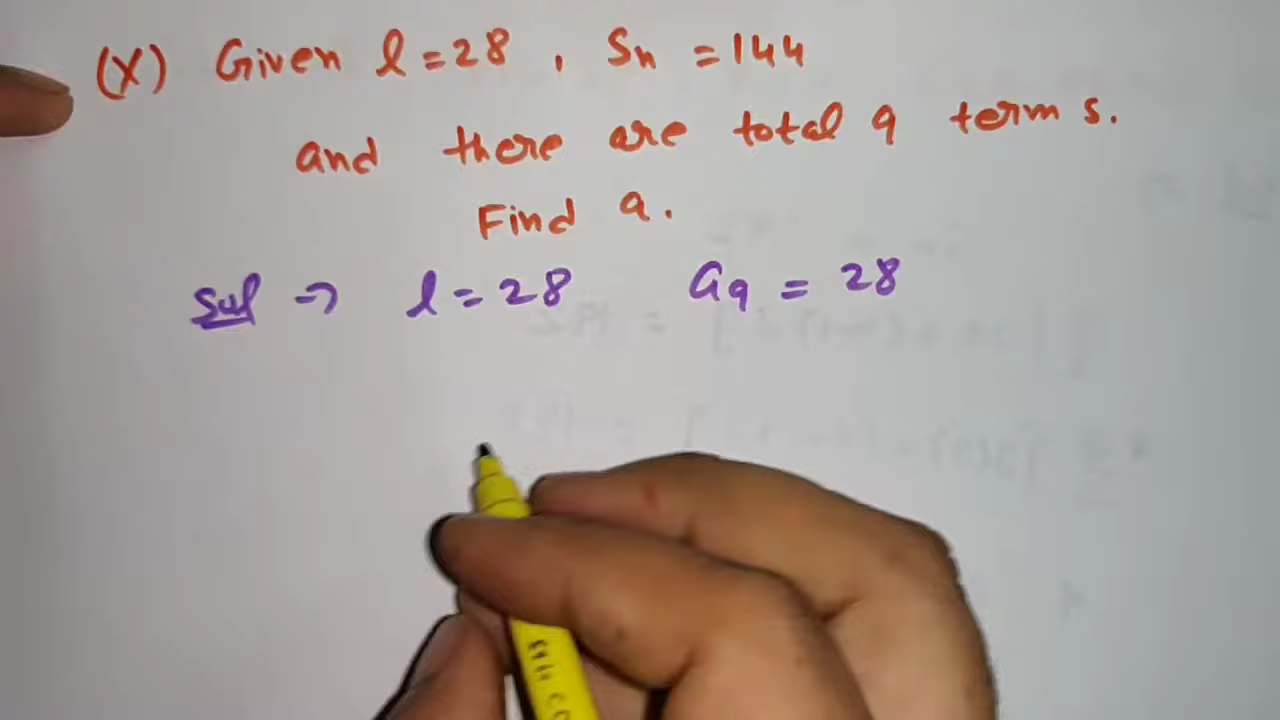 (X) Given l = 28 , Sn = 144
and there are total 9 terms.
Find a.
Sol → l = 28 a9 = 28